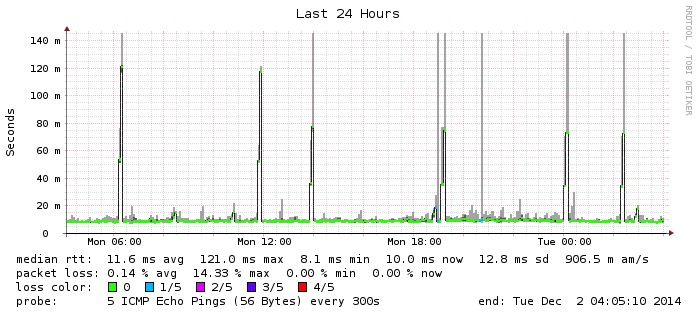 Last 24 Hours
RRDTOOL / TOBI OETIKER
Seconds
140 m
120 m
100 m
80 m
60 m
40 m
20 m
0
Mon 06:00 Mon 12:00 Mon 18:00 Tue 00:00
median rtt: 11.6 ms avg 121.0 ms max 8.1 ms min 10.0 ms now 12.8 ms sd 906.5 m am/s
packet loss: 0.14 % avg 14.33 % max 0.00 % min 0.00 % now
loss color: 0 1/5 2/5 3/5 4/5
probe: 5 ICMP Echo Pings (56 Bytes) every 300s end: Tue Dec 2 04:05:10 2014